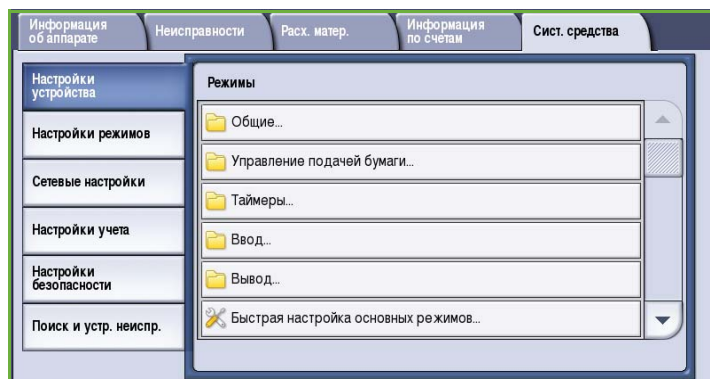 Информация
об аппарате
Неисправности
Расх. матер.
Информация
по счетам
Сист. средства
Настройки
устройства
Настройки режимов
Сетевые настройки
Настройки учета
Настройки
безопасности
Поиск и устр. неиспр.
Режимы
Общие...
Управление подачей бумаги...
Таймеры...
Ввод...
Вывод...
Быстрая настройка основных режимов...